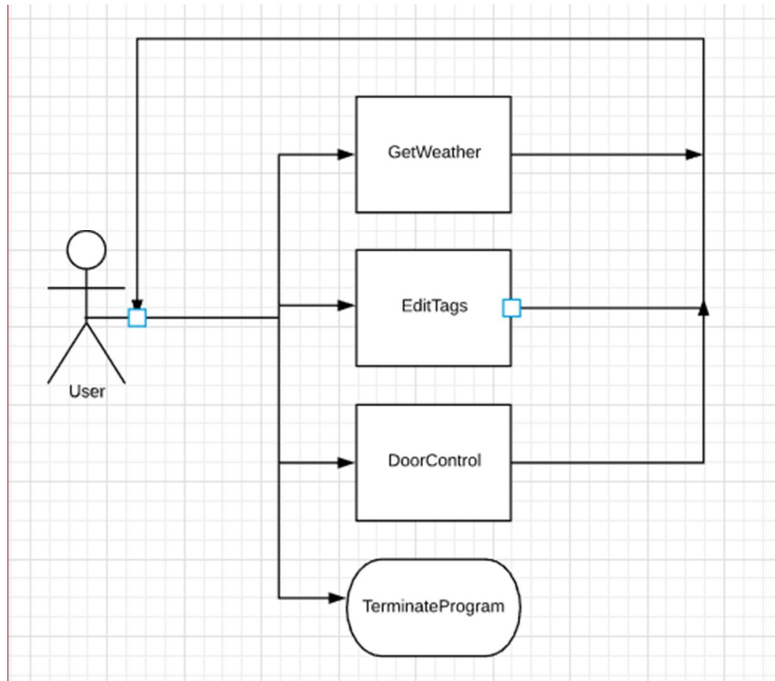 GetWeather
EditTags
User
DoorControl
TerminateProgram